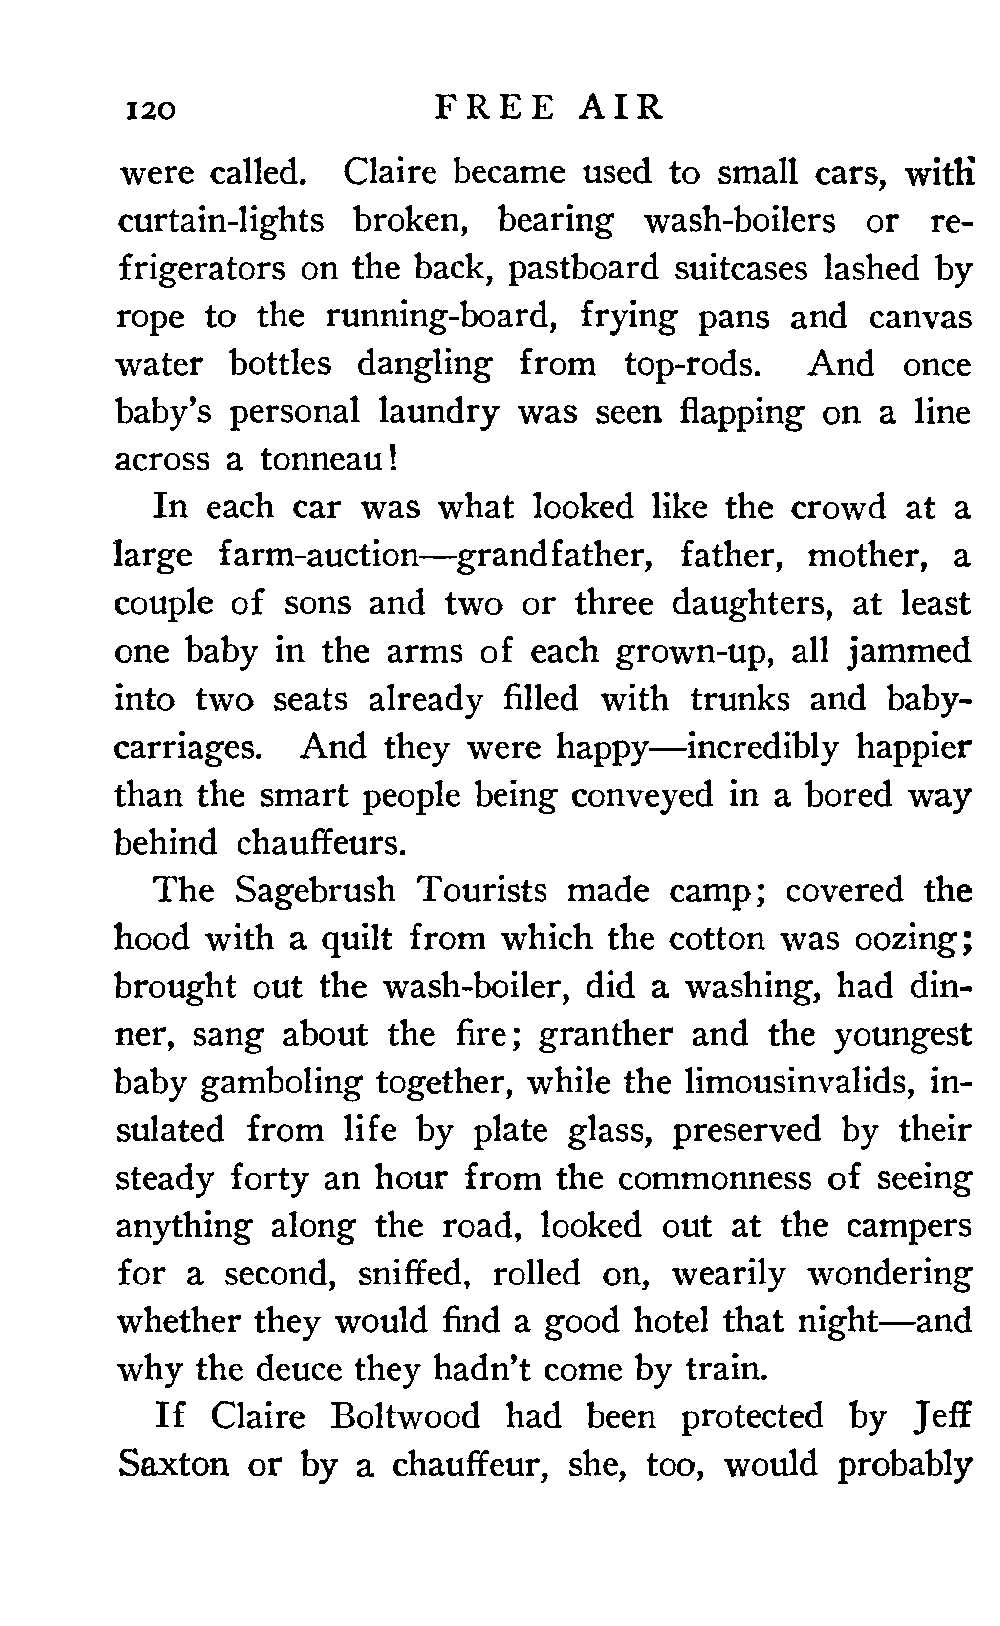 120 FREE AIR
were called. Claire became used to small cars, with
curtain-lights broken, bearing wash-boilers or re-
frigerators on the back, pastboard suitcases lashed by
rope to the running-board, frying pans and canvas
water bottles dangling from top-rods. And once
baby's personal laundry was seen flapping on a line
across a tonneau!
In each car was what looked like the crowd at a
large farm-auction—grandfather, father, mother, a
couple of sons and two or three daughters, at least
one baby in the arms of each grown-up, all jammed
into two seats already filled with trunks and baby-
carriages. And they were happy—incredibly happier
than the smart people being conveyed in a bored way
behind chauffeurs.
The Sagebrush Tourists made camp; covered the
hood with a quilt from which the cotton was oozing;
brought out the wash-boiler, did a washing, had din-
ner, sang about the fire; granther and the youngest
baby gamboling together, while the limousinvalids, in-
sulated from life by plate glass, preserved by their
steady forty an hour from the commonness of seeing
anything along the road, looked out at the campers
for a second, sniffed, rolled on, wearily wondering
whether they would find a good hotel that night—and
why the deuce they hadn't come by train.
If Claire Boltwood had been protected by Jeff
Saxton or by a chauffeur, she, too, would probably